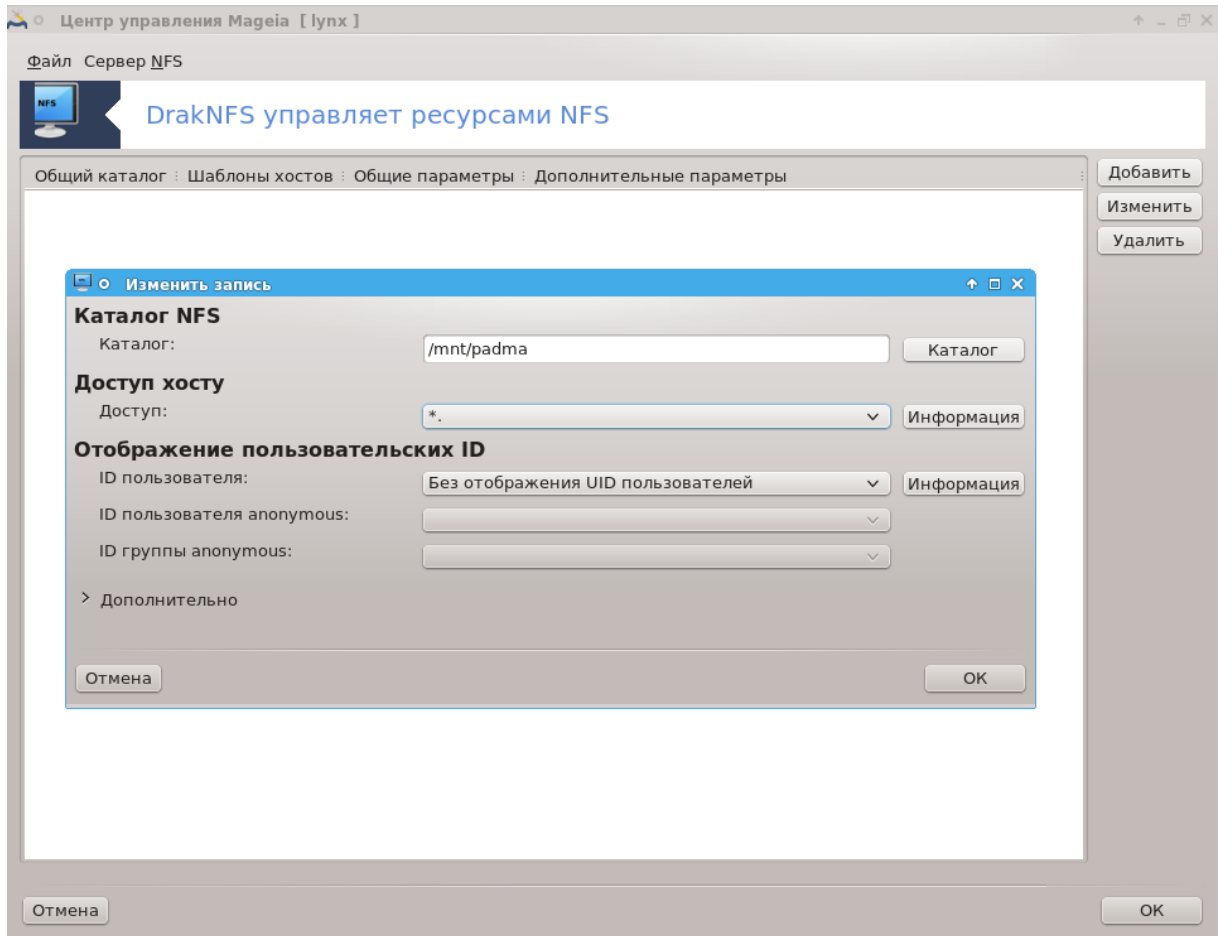 Центр управления Mageia [ lynx ]
Файл Сервер NFS
NFS
DrakNFS управляет ресурсами NFS
Общий каталог Шаблоны хостов Общие параметры Дополнительные параметры
Добавить
Изменить
Удалить
Изменить запись
Каталог NFS
Каталог: /mnt/padma Каталог
Доступ хосту
Доступ: *. Информация
Отображение пользовательских ID
ID пользователя: Без отображения UID пользователей Информация
ID пользователя anonymous:
ID группы anonymous:
> Дополнительно
Отмена OK
Отмена OK